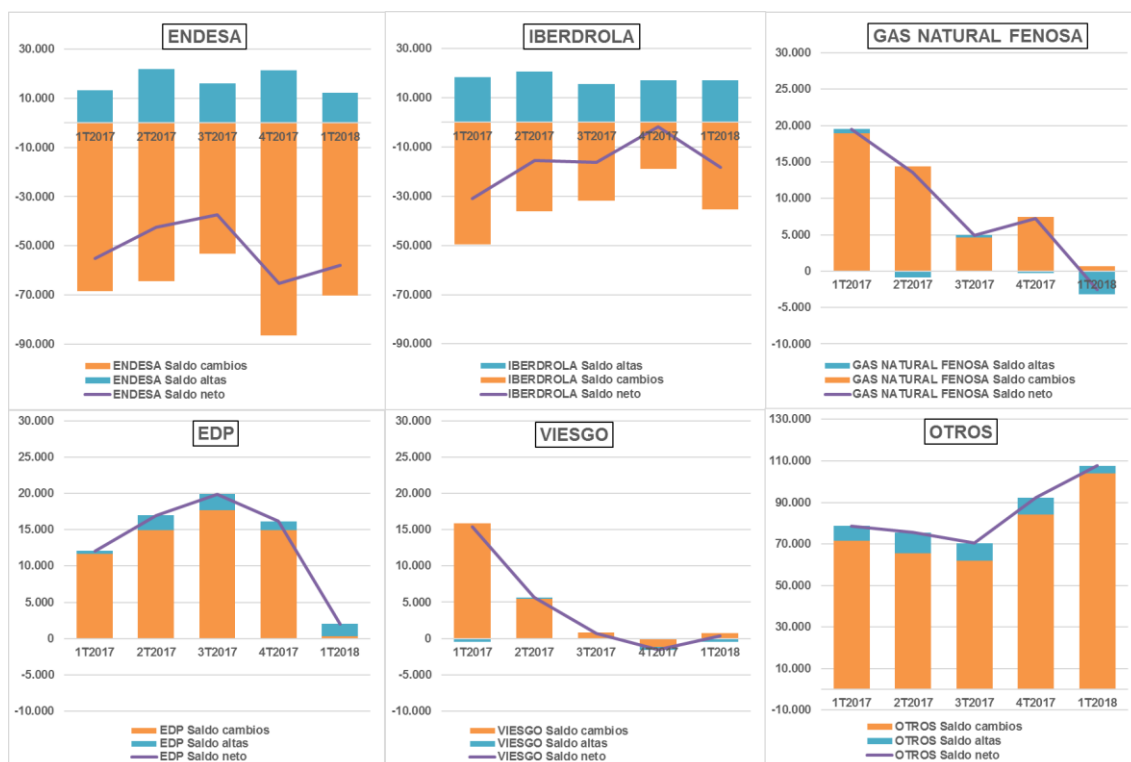 ENDESA
30.000
10.000
-10.000
-30.000
-50.000
-70.000
-90.000
1T2017 2T2017 3T2017 4T2017 1T2018
ENDESA Saldo cambios
ENDESA Saldo altas
ENDESA Saldo neto
IBERDROLA
30.000
10.000
-10.000
-30.000
-50.000
-70.000
-90.000
1T2017 2T2017 3T2017 4T2017 1T2018
IBERDROLA Saldo altas
IBERDROLA Saldo cambios
IBERDROLA Saldo neto
GAS NATURAL FENOSA
30.000
25.000
20.000
15.000
10.000
5.000
0
-5.000
-10.000
1T2017 2T2017 3T2017 4T2017 1T2018
GAS NATURAL FENOSA Saldo altas
GAS NATURAL FENOSA Saldo cambios
GAS NATURAL FENOSA Saldo neto
EDP
30.000
25.000
20.000
15.000
10.000
5.000
0
-5.000
-10.000
1T2017 2T2017 3T2017 4T2017 1T2018
EDP Saldo cambios
EDP Saldo altas
EDP Saldo neto
VIESGO
30.000
25.000
20.000
15.000
10.000
5.000
0
-5.000
-10.000
1T2017 2T2017 3T2017 4T2017 1T2018
VIESGO Saldo cambios
VIESGO Saldo altas
VIESGO Saldo neto
OTROS
130.000
110.000
90.000
70.000
50.000
30.000
10.000
-10.000
1T2017 2T2017 3T2017 4T2017 1T2018
OTROS Saldo cambios
OTROS Saldo altas
OTROS Saldo neto